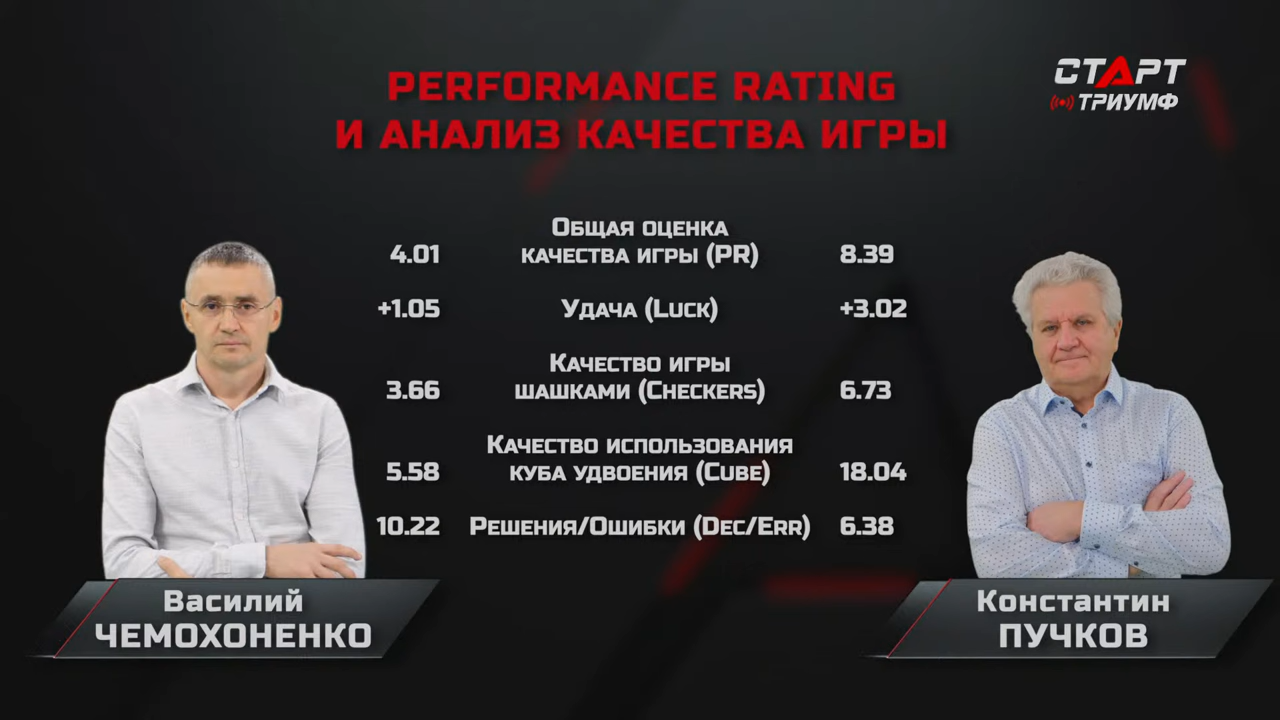 PERFORMANCE RATING
И АНАЛИЗ КАЧЕСТВА ИГРЫ
СТАРТ
ТРИУМФ
Общая оценка
4.01 качества игры (PR) 8.39
+1.05 Удача (Luck) +3.02
Качество игры
3.66 шашками (Checkers) 6.73
Качество использования
5.58 куба удвоения (Cube) 18.04
10.22 Решения/Ошибки (Dec/Err) 6.38
Василий
ЧЕМОХОНЕНКО
Константин
ПУЧКОВ